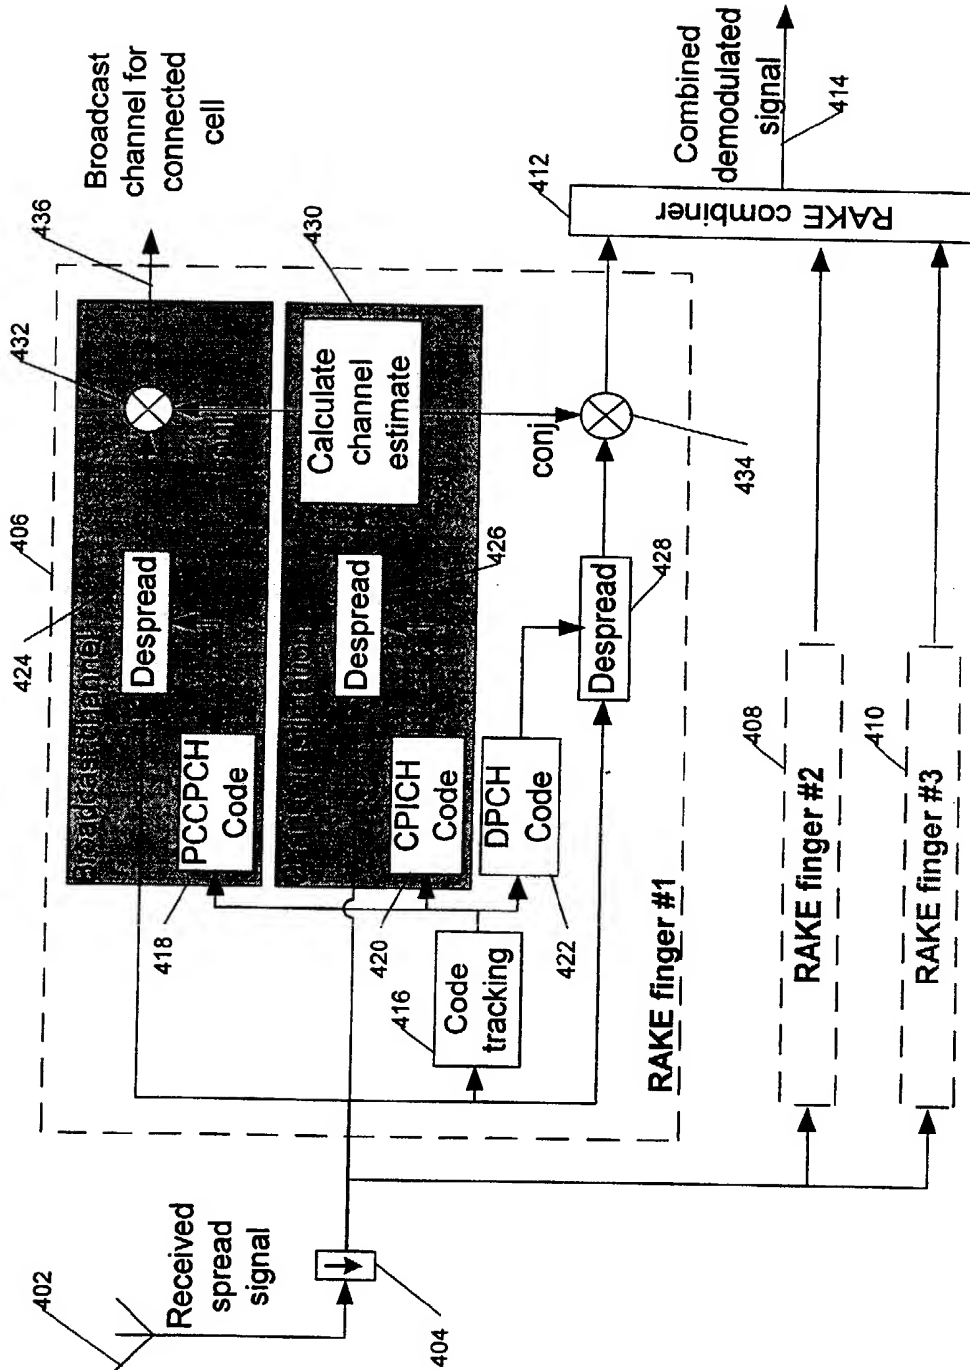 402
Received
spread
signal
404
406
424
Broadcast channel
Despread
432
436
Broadcast
channel for
connected
cell
PCCPCH
Code
418
430
Calculate
channel
estimate
Despread
426
CPICH
Code
420
conj
434
416
Code
tracking
DPCH
Code
422
Despread
428
RAKE finger #1
408
RAKE finger #2
410
RAKE finger #3
412
RAKE combiner
Combined
demodulated
signal
414